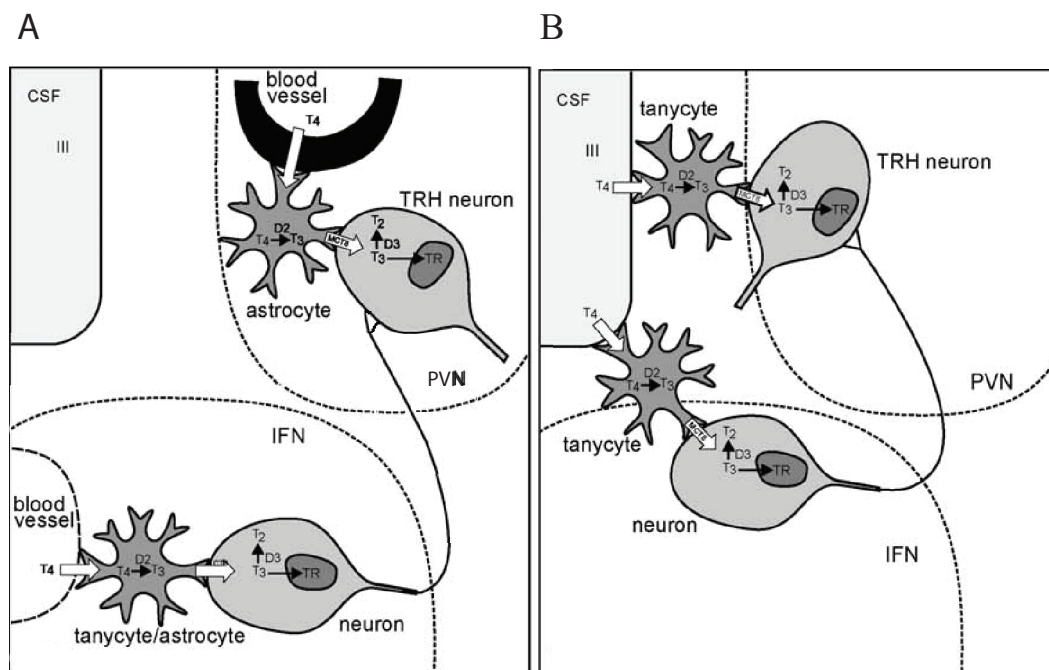 A
CSF
III
blood
vessel
T4
D2
T4 T3
astrocyte
MCT8
TRH neuron
T2
D3
T3 TR
PVN
IFN
blood
vessel
T4
D2
T4 T3
tanycyte/astrocyte
T2
D3
T3 TR
neuron
B
CSF
III
T4
tanycyte
D2
T4 T3
MCT8
TRH neuron
T2
D3
T3 TR
PVN
T4
D2
T4 T3
tanycyte
MCT8
T2
D3
T3 TR
neuron
IFN